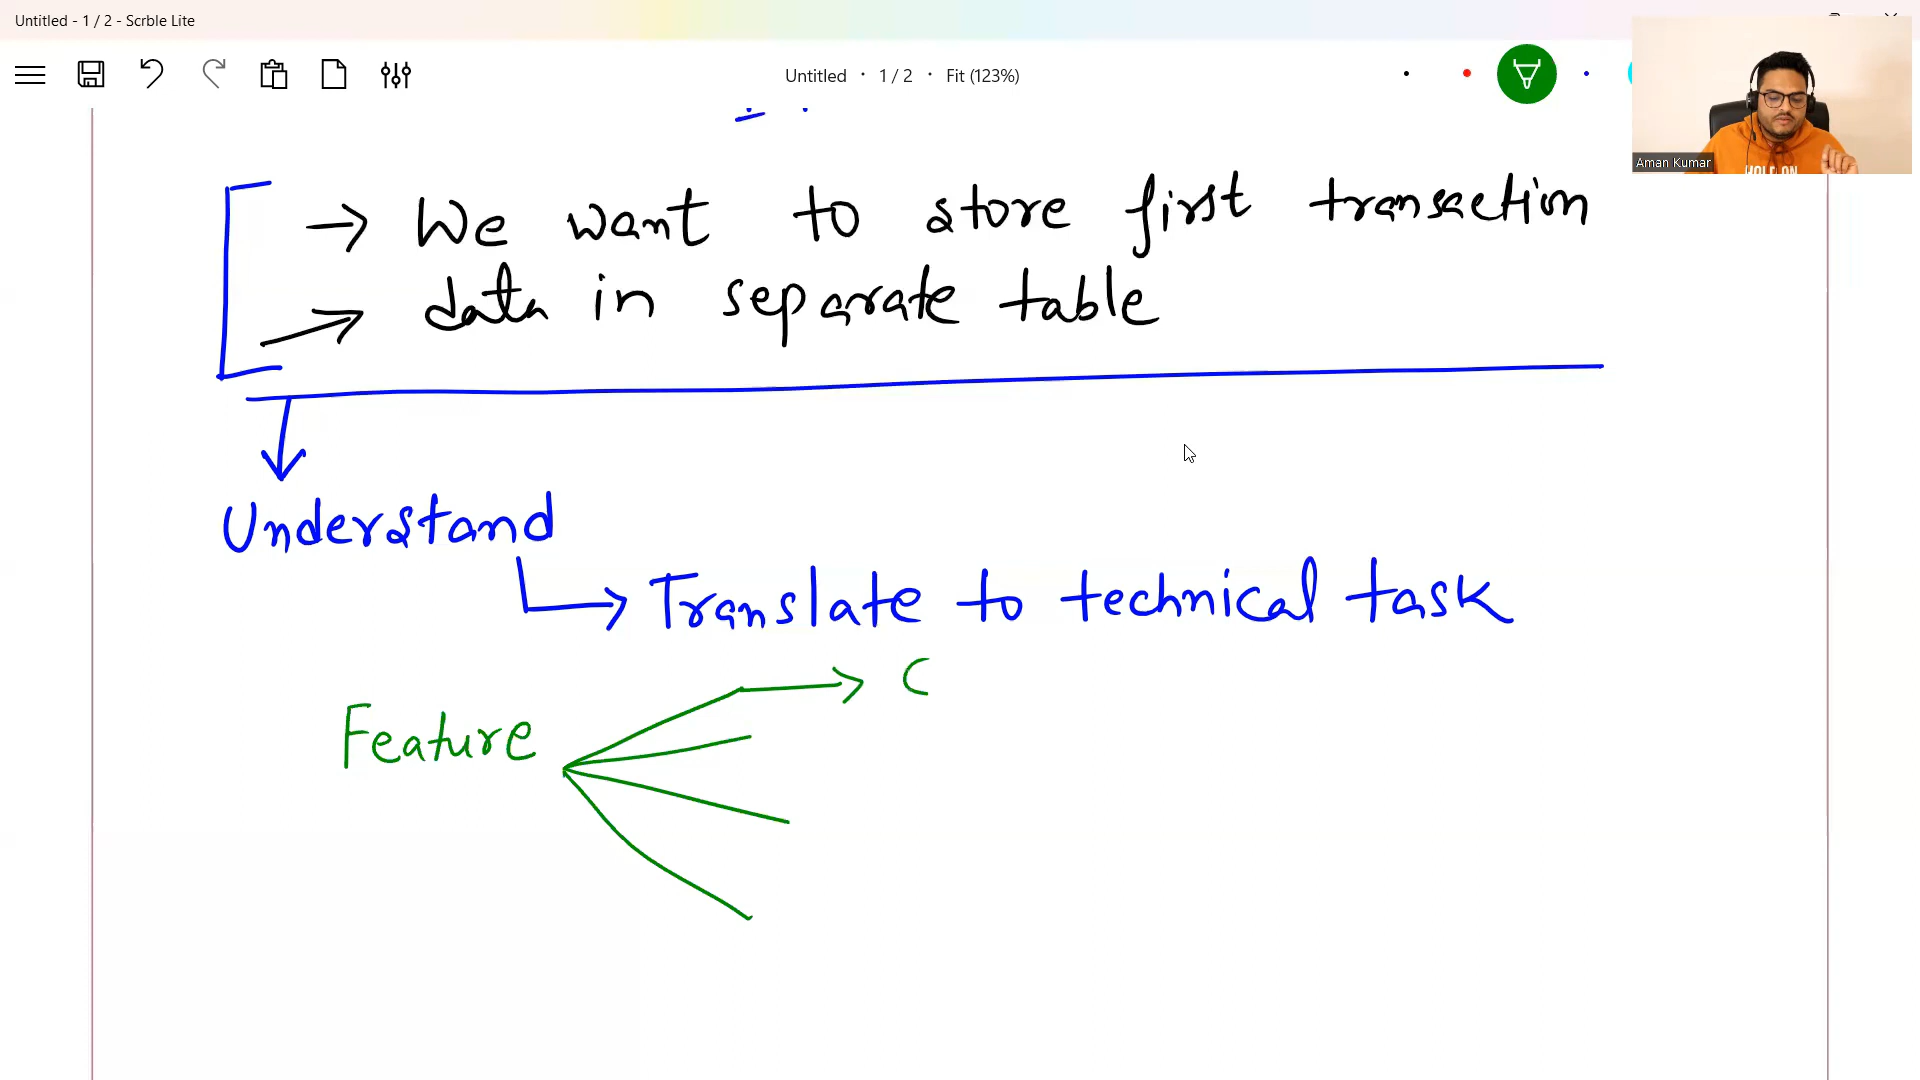 Untitled - 1 / 2 - Scrble Lite
Untitled • 1 / 2 • Fit (123%)
Aman Kumar
→ We want to store first transaction
→ data in separate table
Understand
→ Translate to technical task
Feature → C